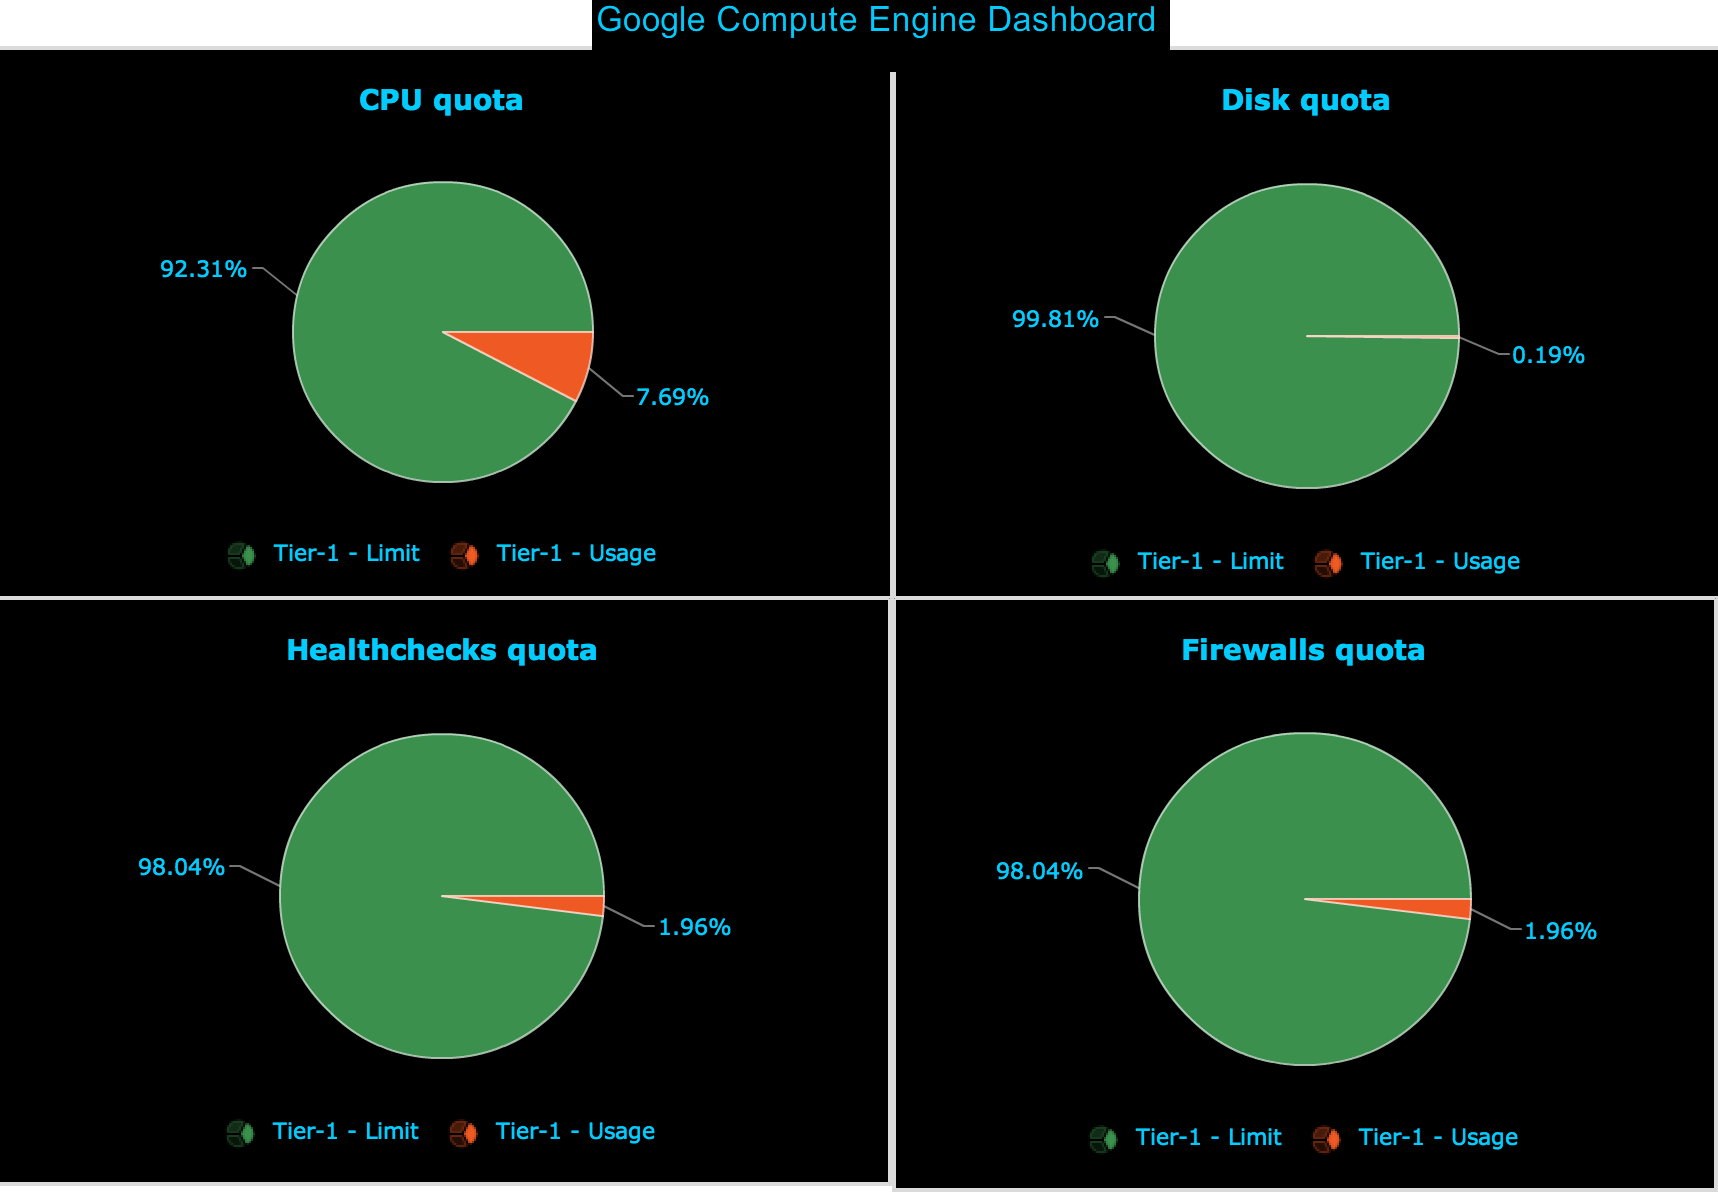 Google Compute Engine Dashboard
CPU quota
92.31%
7.69%
Tier-1 - Limit Tier-1 - Usage
Disk quota
99.81%
0.19%
Tier-1 - Limit Tier-1 - Usage
Healthchecks quota
98.04%
1.96%
Tier-1 - Limit Tier-1 - Usage
Firewalls quota
98.04%
1.96%
Tier-1 - Limit Tier-1 - Usage